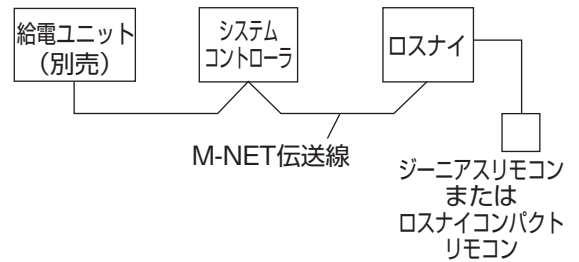 給電ユニット
（別売）
システム
コントローラ
ロスナイ
M-NET伝送線
ジーニアスリモコン
または
ロスナイコンパクト
リモコン